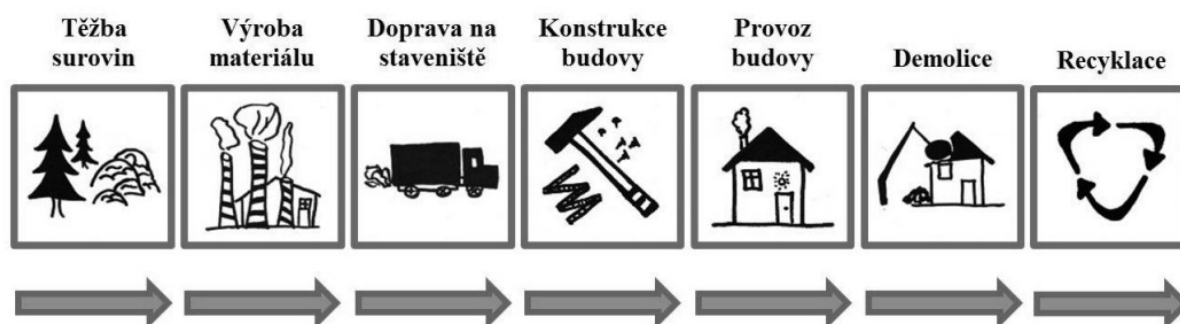 Těžba
surovin
Výroba
materiálu
Doprava na
staveniště
Konstrukce
budovy
Provoz
budovy
Demolice
Recyklace